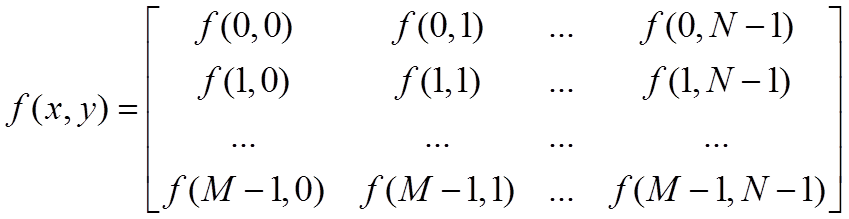 f(0,0) f(0,1) ... f(0,N−1)
f(1,0) f(1,1) ... f(1,N−1)
f(x,y)=
... ... ... ...
f(M−1,0) f(M−1,1) ... f(M−1,N−1)